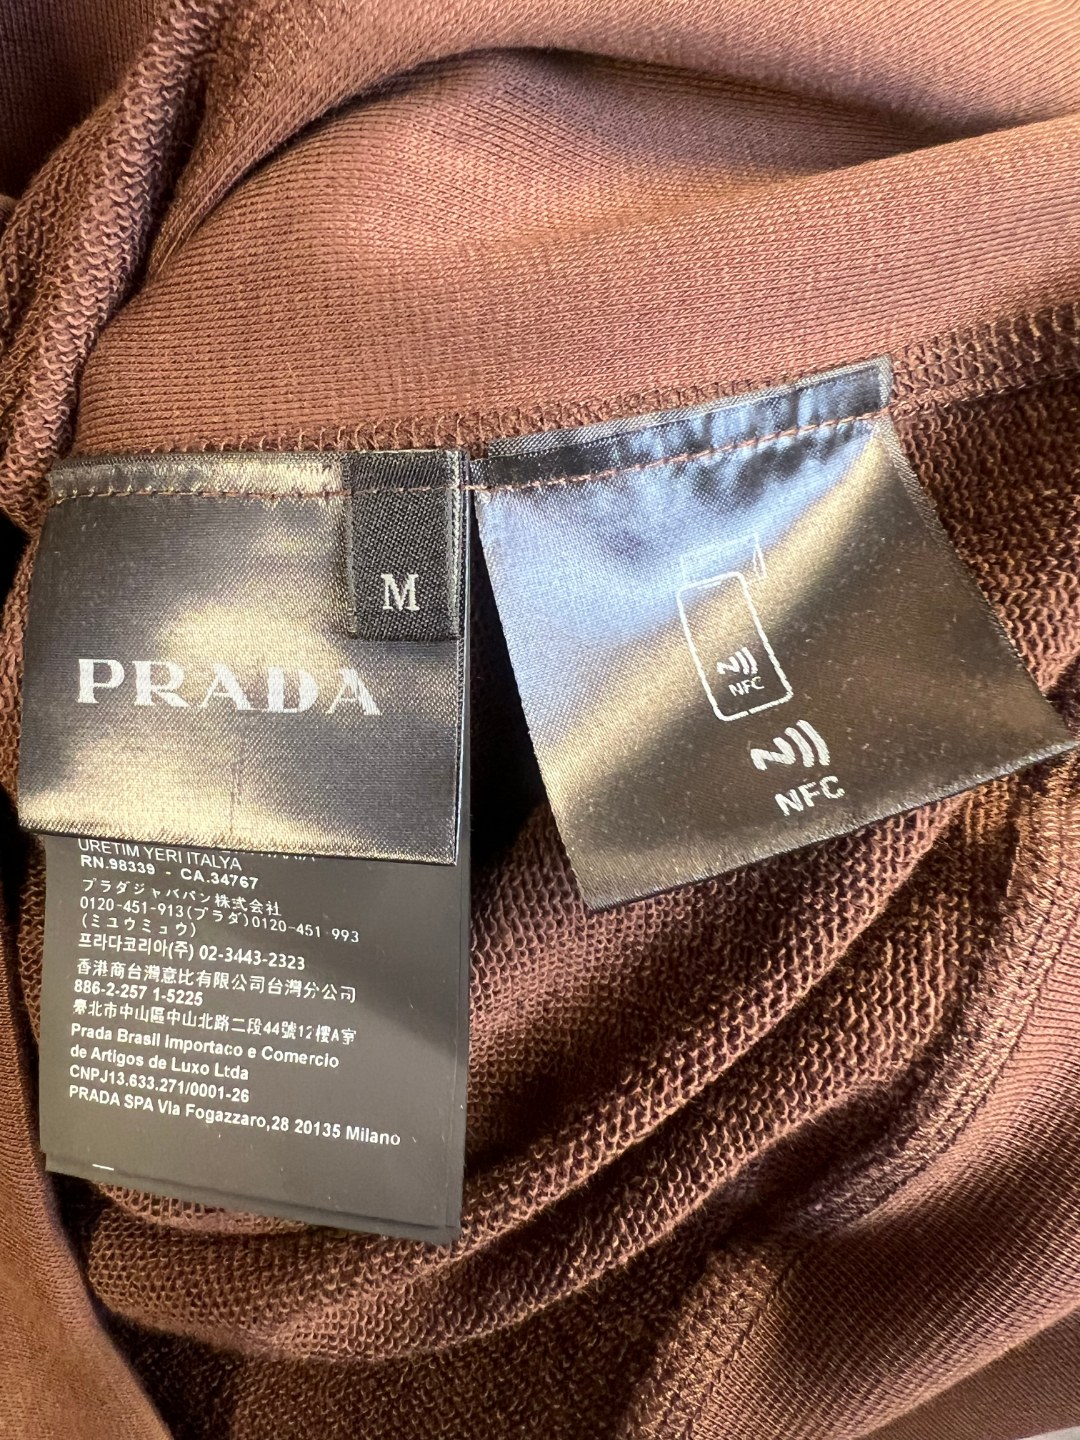 M
PRADA
NFC
NFC
URETIM YERI ITALYA
RN.98339 - CA.34767
プラダジャパバン株式会社
0120-451-913(プラダ)0120-451 993
(ミュウミュウ)
프라다코리아(주) 02-3443-2323
香港商台灣意比有限公司台灣分公司
886-2-257 1-5225
臺北市中山區中山北路二段44號12樓A室
Prada Brasil Importaco e Comercio
de Artigos de Luxo Ltda
CNPJ13.633.271/0001-26
PRADA SPA Via Fogazzaro,28 20135 Milano